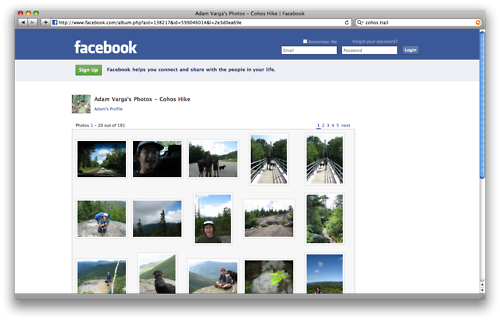 Adam Varga's Photos - Cohos Hike | Facebook
http://www.facebook.com/album.php?aid=138217&id=599046014&l=2e3d0ea69e
cohos trail
facebook
Remember Me
Forgot your password?
Email
Password
Login
Sign Up
Facebook helps you connect and share with the people in your life.
Adam Varga's Photos - Cohos Hike
Adam's Profile
Photos 1 - 20 out of 191
1 2 3 4 5 next